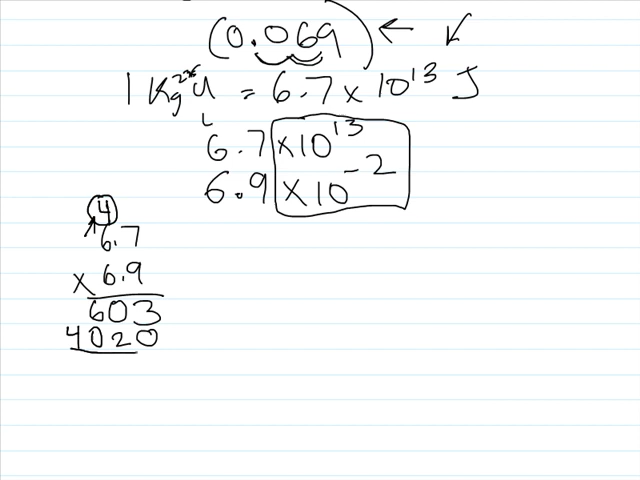 (0.069) ←
1 Kg U = 6.7 x 10^13 J
6.7 x10^13
6.9 x10^-2
4
6.7
x 6.9
603
4020